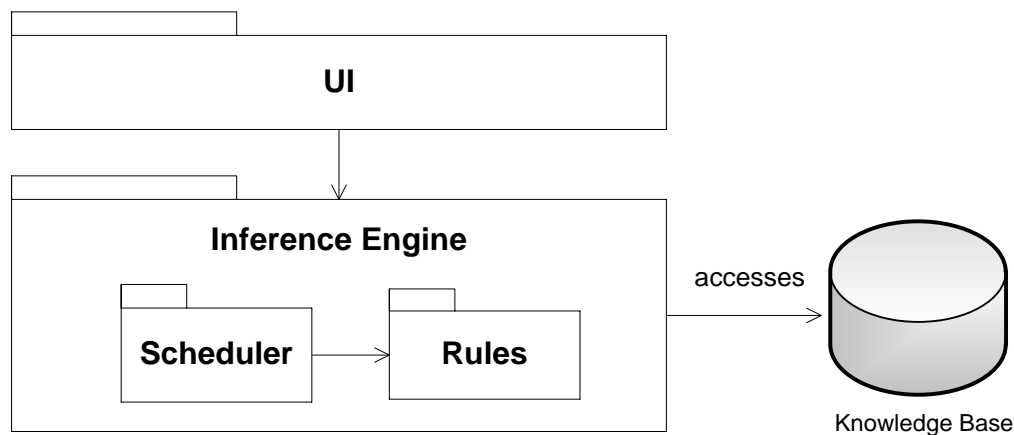 UI
Inference Engine
accesses
Scheduler
Rules
Knowledge Base